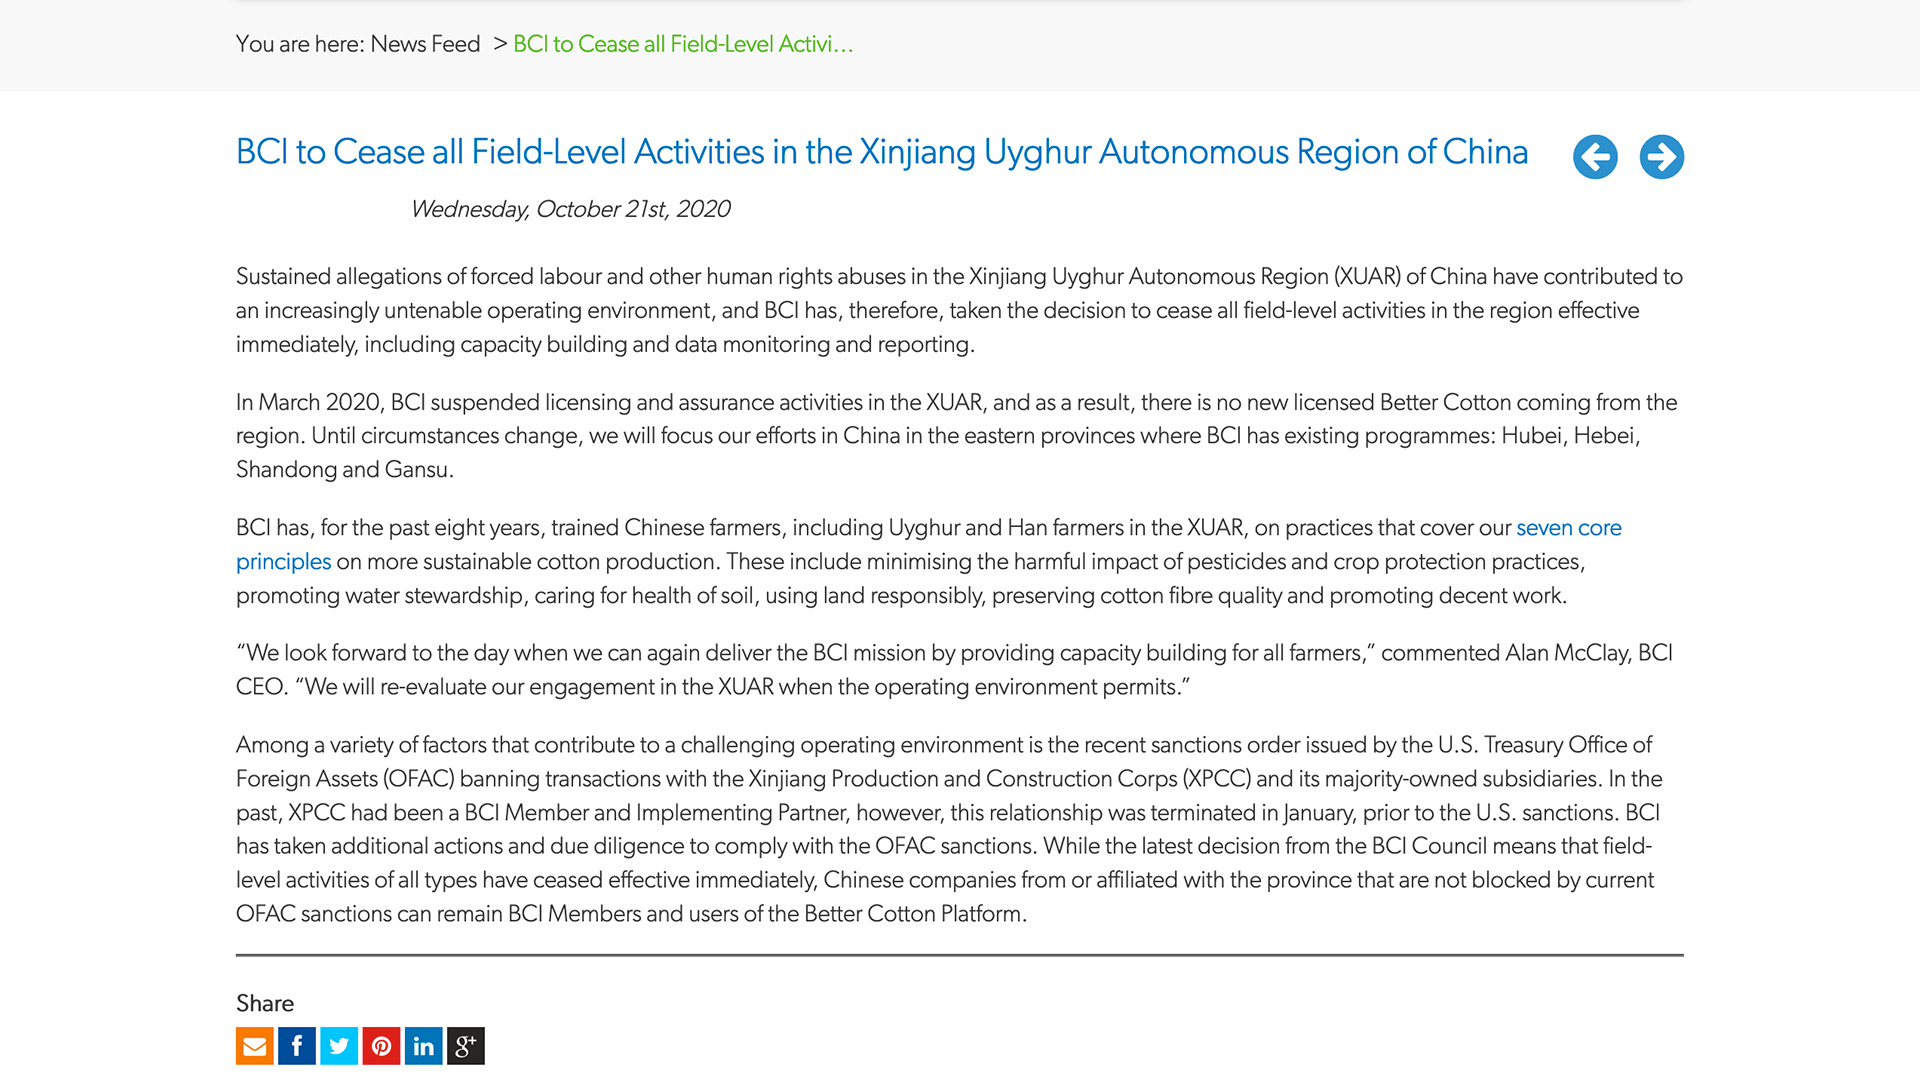 You are here: News Feed > BCI to Cease all Field-Level Activi...
BCI to Cease all Field-Level Activities in the Xinjiang Uyghur Autonomous Region of China
Wednesday, October 21st, 2020
Sustained allegations of forced labour and other human rights abuses in the Xinjiang Uyghur Autonomous Region (XUAR) of China have contributed to
an increasingly untenable operating environment, and BCI has, therefore, taken the decision to cease all field-level activities in the region effective
immediately, including capacity building and data monitoring and reporting.
In March 2020, BCI suspended licensing and assurance activities in the XUAR, and as a result, there is no new licensed Better Cotton coming from the
region. Until circumstances change, we will focus our efforts in China in the eastern provinces where BCI has existing programmes: Hubei, Hebei,
Shandong and Gansu.
BCI has, for the past eight years, trained Chinese farmers, including Uyghur and Han farmers in the XUAR, on practices that cover our seven core
principles on more sustainable cotton production. These include minimising the harmful impact of pesticides and crop protection practices,
promoting water stewardship, caring for health of soil, using land responsibly, preserving cotton fibre quality and promoting decent work.
“We look forward to the day when we can again deliver the BCI mission by providing capacity building for all farmers,” commented Alan McClay, BCI
CEO. “We will re-evaluate our engagement in the XUAR when the operating environment permits.”
Among a variety of factors that contribute to a challenging operating environment is the recent sanctions order issued by the U.S. Treasury Office of
Foreign Assets (OFAC) banning transactions with the Xinjiang Production and Construction Corps (XPCC) and its majority-owned subsidiaries. In the
past, XPCC had been a BCI Member and Implementing Partner, however, this relationship was terminated in January, prior to the U.S. sanctions. BCI
has taken additional actions and due diligence to comply with the OFAC sanctions. While the latest decision from the BCI Council means that field-
level activities of all types have ceased effective immediately, Chinese companies from or affiliated with the province that are not blocked by current
OFAC sanctions can remain BCI Members and users of the Better Cotton Platform.
Share
f in g+